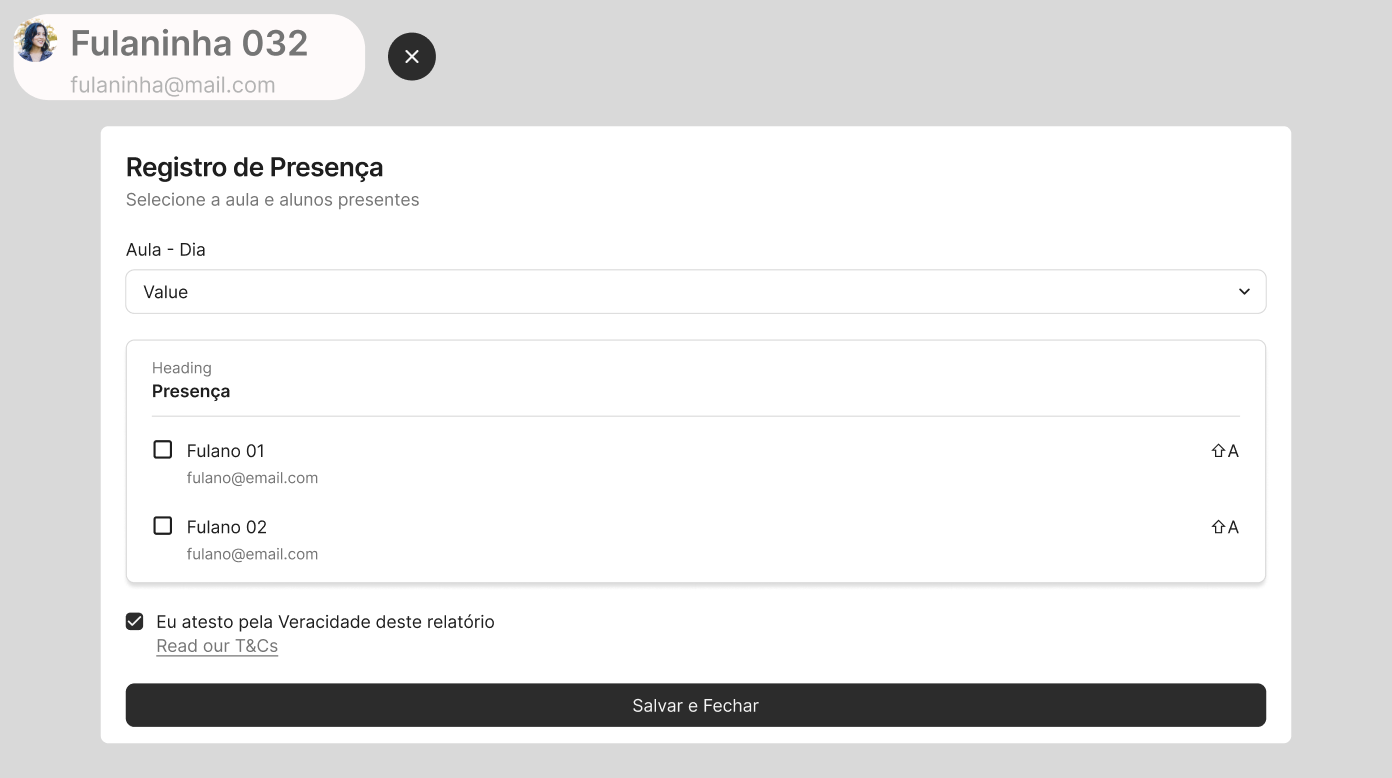 Fulaninha 032
fulaninha@mail.com
Registro de Presença
Selecione a aula e alunos presentes
Aula - Dia
Value
Heading
Presença
Fulano 01 ⇧A
fulano@email.com
Fulano 02 ⇧A
fulano@email.com
Eu atesto pela Veracidade deste relatório
Read our T&Cs
Salvar e Fechar